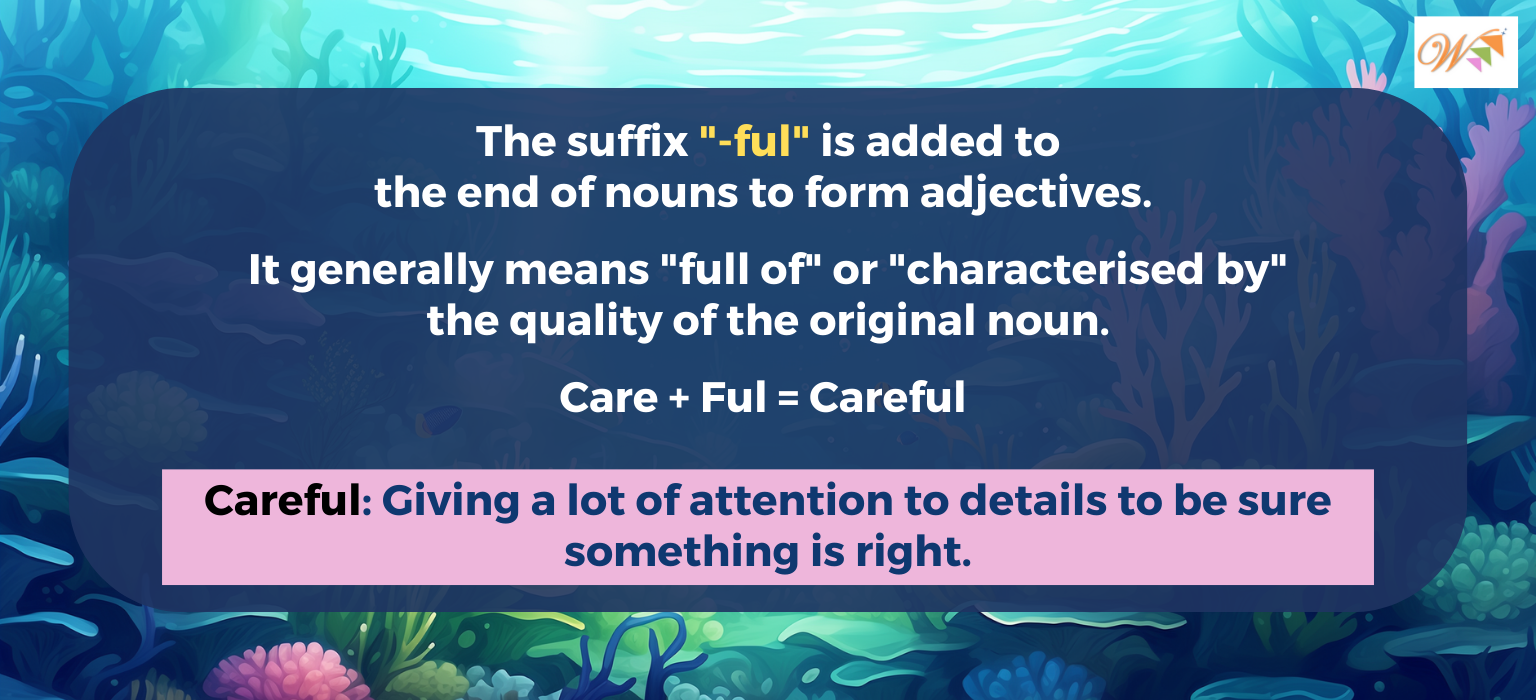 W
The suffix "-ful" is added to
the end of nouns to form adjectives.
It generally means "full of" or "characterised by"
the quality of the original noun.
Care + Ful = Careful
Careful: Giving a lot of attention to details to be sure
something is right.